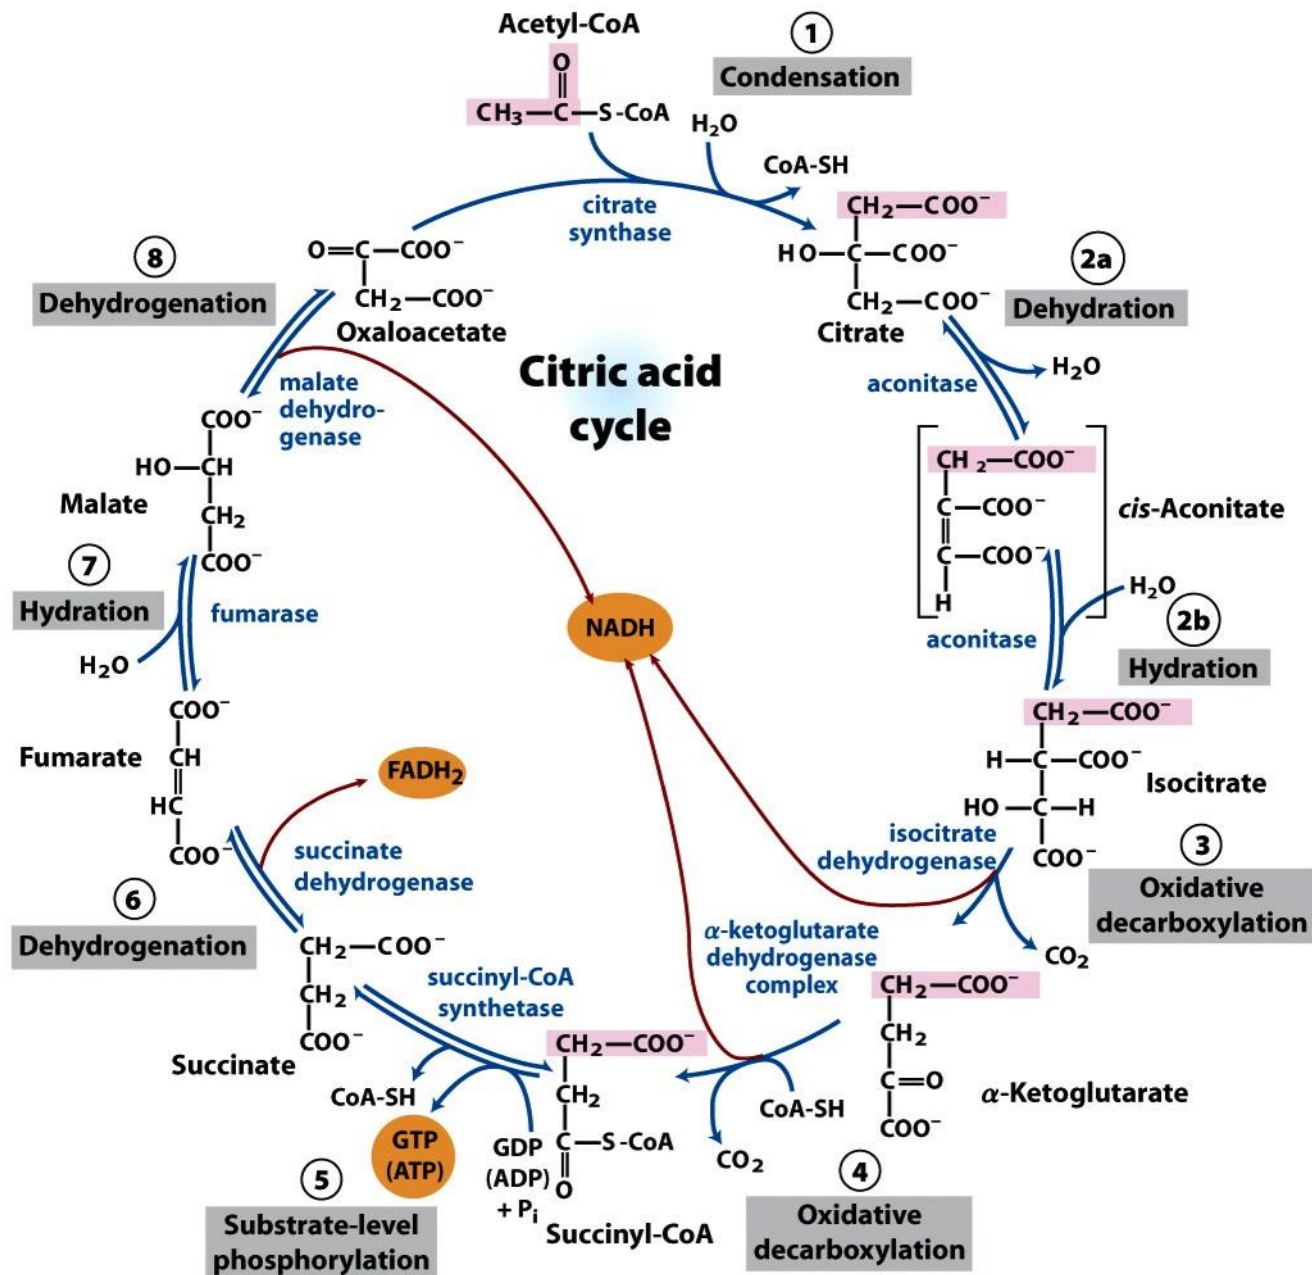 Acetyl-CoA
O
CH₃—C—S-CoA
1
Condensation
H₂O
CoA-SH
citrate
synthase
CH₂—COO⁻
HO—C—COO⁻
CH₂—COO⁻
Citrate
2a
Dehydration
aconitase
H₂O
CH₂—COO⁻
C—COO⁻
C—COO⁻
H
cis-Aconitate
H₂O
aconitase
2b
Hydration
CH₂—COO⁻
H—C—COO⁻
HO—C—H
COO⁻
Isocitrate
isocitrate
dehydrogenase
3
Oxidative
decarboxylation
CO₂
CH₂—COO⁻
CH₂
C=O
COO⁻
α-Ketoglutarate
α-ketoglutarate
dehydrogenase
complex
CoA-SH
CO₂
4
Oxidative
decarboxylation
CH₂—COO⁻
CH₂
C—S-CoA
O
Succinyl-CoA
succinyl-CoA
synthetase
CoA-SH
GTP
(ATP)
GDP
(ADP)
+ Pᵢ
5
Substrate-level
phosphorylation
CH₂—COO⁻
CH₂
COO⁻
Succinate
succinate
dehydrogenase
FADH₂
6
Dehydrogenation
COO⁻
CH
HC
COO⁻
Fumarate
fumarase
H₂O
7
Hydration
COO⁻
HO—CH
CH₂
COO⁻
Malate
malate
dehydro-
genase
8
Dehydrogenation
O=C—COO⁻
CH₂—COO⁻
Oxaloacetate
Citric acid
cycle
NADH